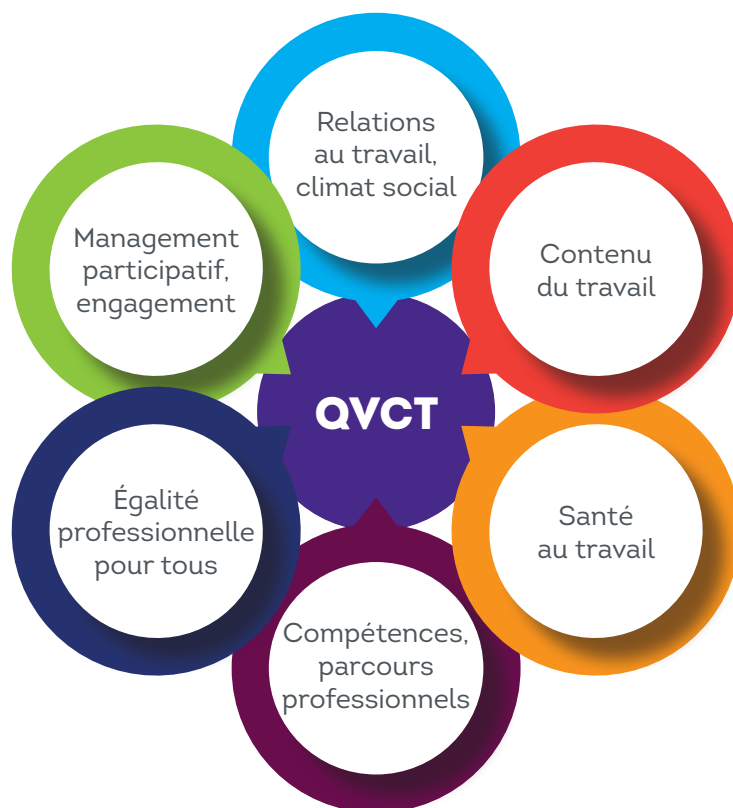 Relations
au travail,
climat social
Management
participatif,
engagement
Contenu
du travail
QVCT
Égalité
professionnelle
pour tous
Santé
au travail
Compétences,
parcours
professionnels